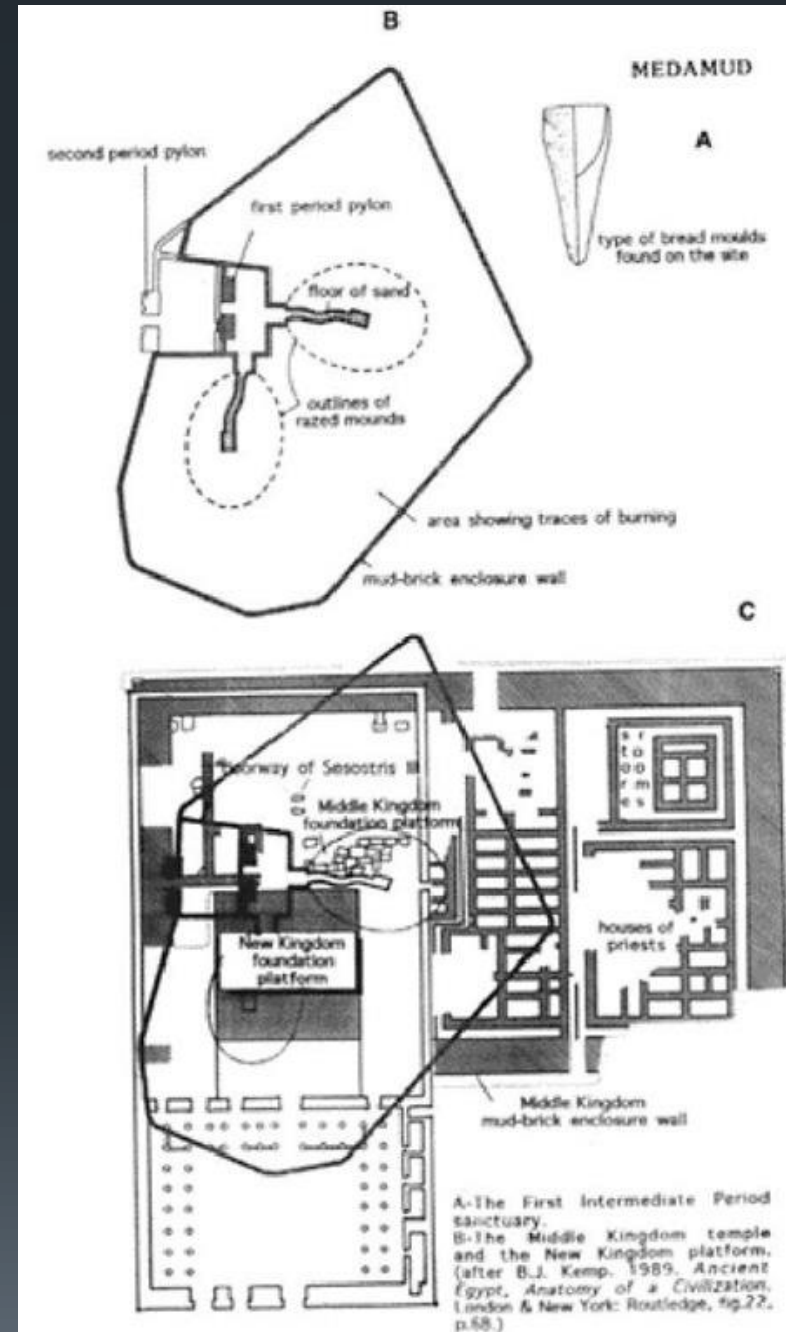 B
MEDAMUD
A
second period pylon
first period pylon
type of bread moulds
found on the site
floor of sand
outlines of
razed mounds
area showing traces of burning
mud-brick enclosure wall
C
Doorway of Sesostris III
Middle Kingdom
foundation platform
s r
t o
o o
r m
e s
New Kingdom
foundation
platform
houses of
priests
Middle Kingdom
mud-brick enclosure wall
A-The First Intermediate Period
sanctuary.
B-The Middle Kingdom temple
and the New Kingdom platform.
(after B.J. Kemp. 1989. Ancient
Egypt, Anatomy of a Civilization.
London & New York: Routledge, fig.22,
p.68.)